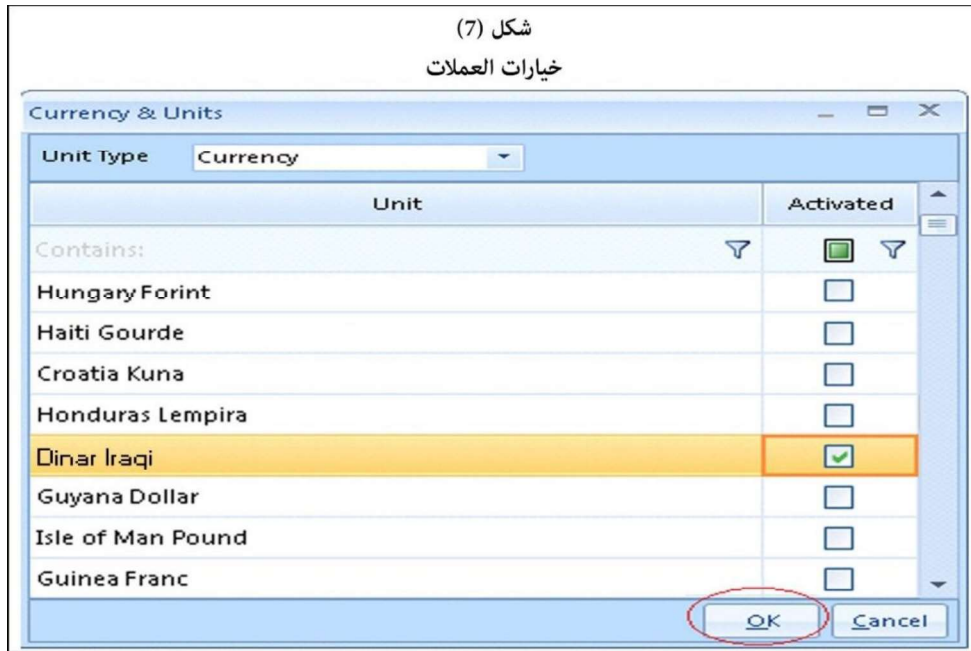 شكل (7)
خيارات العملات
Currency & Units
Unit Type Currency
Unit Activated
Contains:
Hungary Forint
Haiti Gourde
Croatia Kuna
Honduras Lempira
Dinar Iraqi
Guyana Dollar
Isle of Man Pound
Guinea Franc
OK Cancel